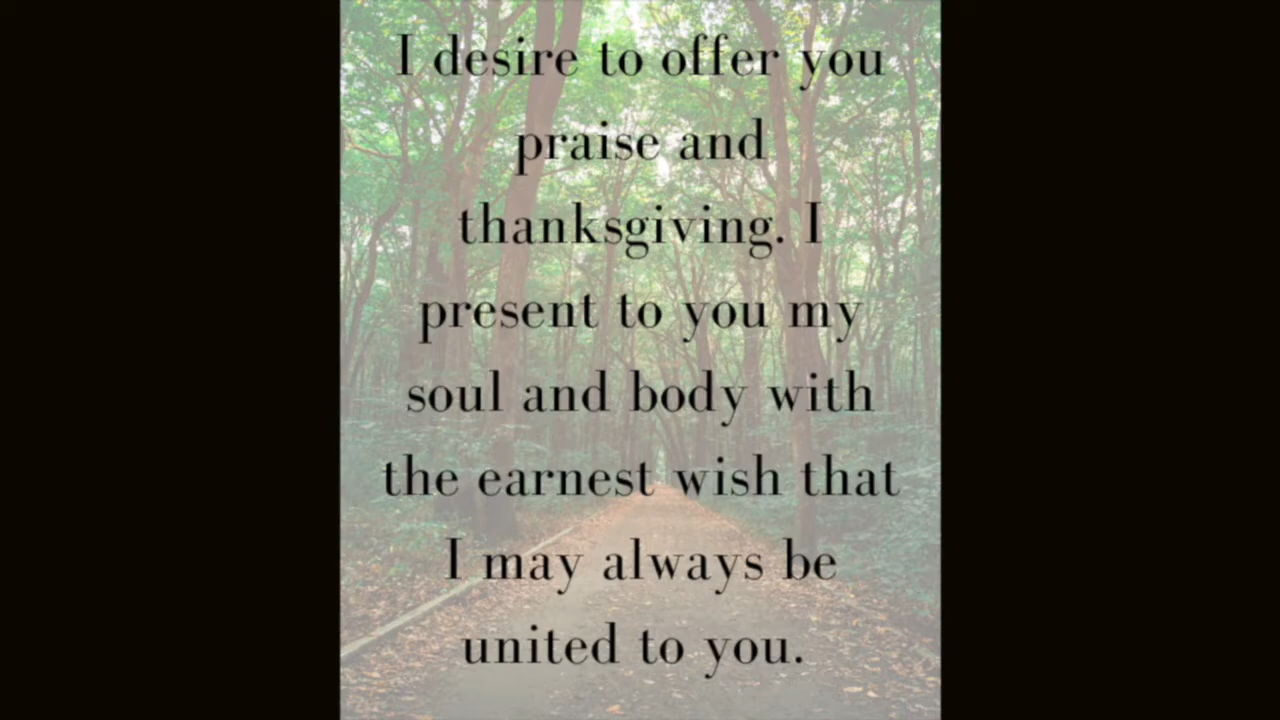 I desire to offer you
praise and
thanksgiving. I
present to you my
soul and body with
the earnest wish that
I may always be
united to you.